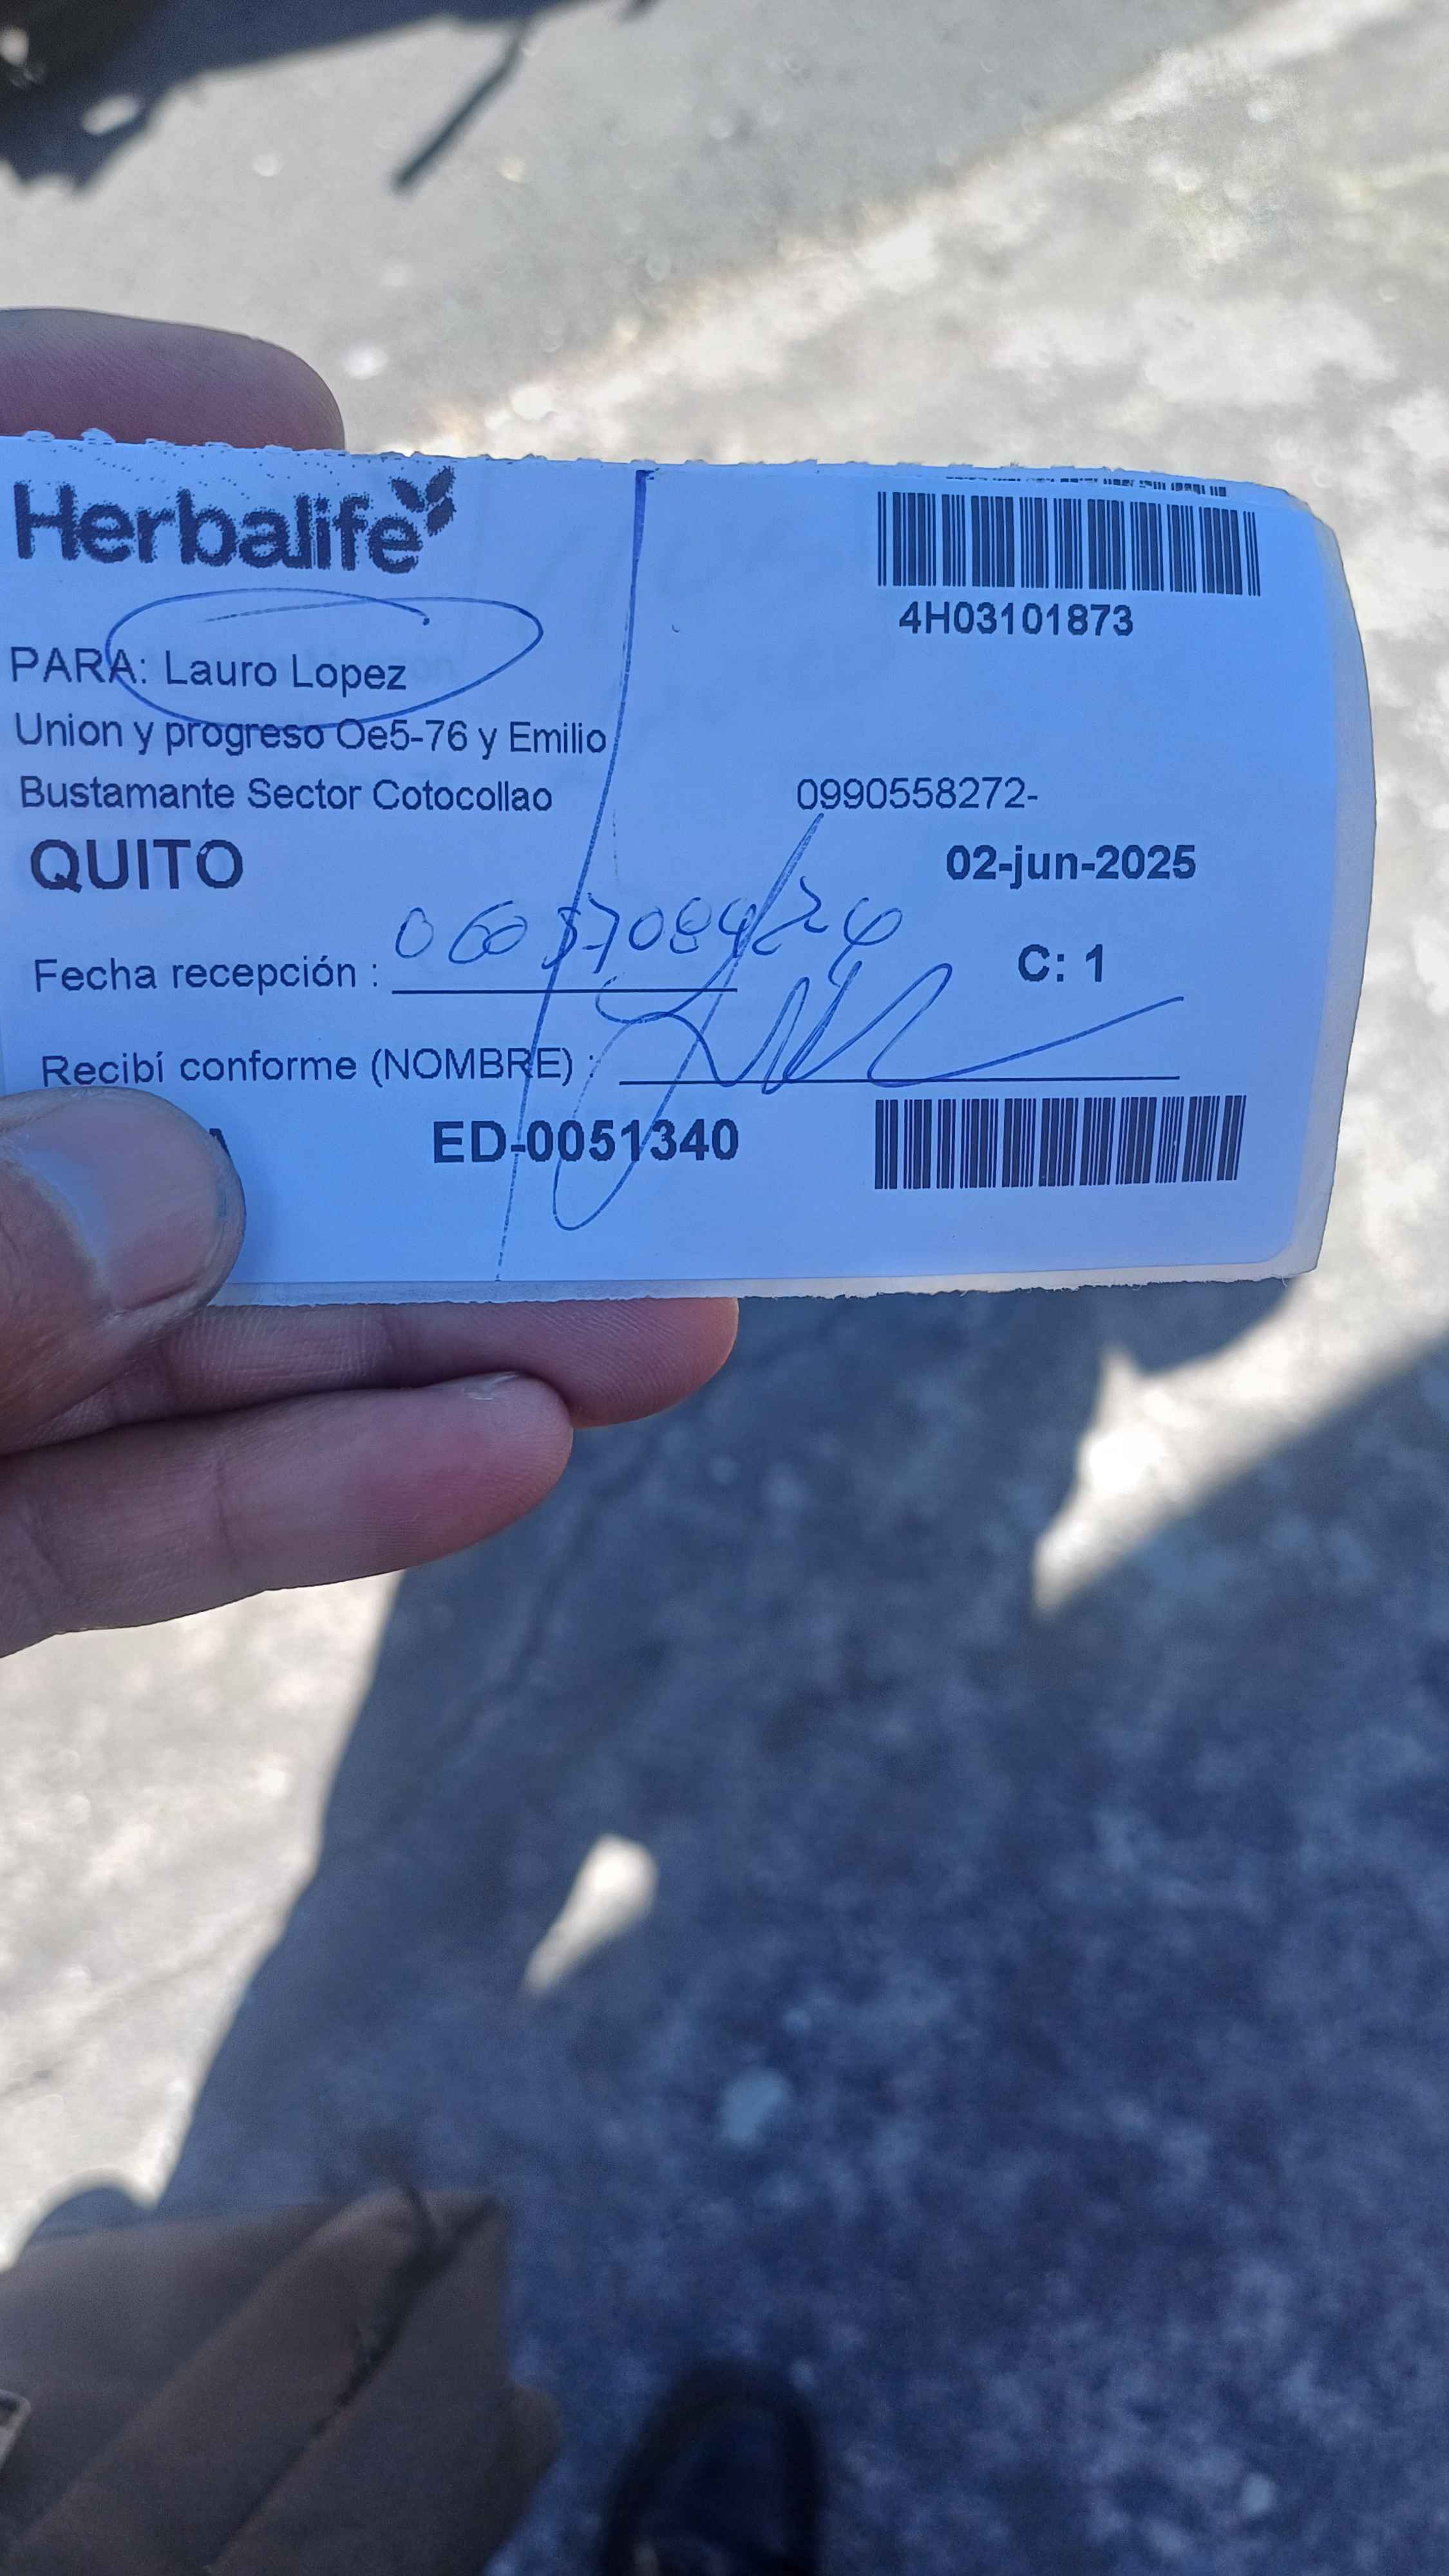 Herbalife
4H03101873
PARA: Lauro Lopez
Union y progreso Oe5-76 y Emilio
Bustamante Sector Cotocollao
0990558272-
QUITO
02-jun-2025
Fecha recepción :
C: 1
Recibí conforme (NOMBRE) :
ED-0051340